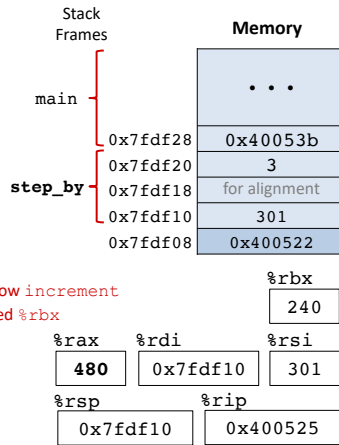 Stack
Frames
Memory
main
• • •
0x7fdf28 0x40053b
0x7fdf20 3
step_by
0x7fdf18 for alignment
0x7fdf10 301
0x7fdf08 0x400522
%rbx
ow increment
240
ed %rbx
%rax %rdi %rsi
480 0x7fdf10 301
%rsp %rip
0x7fdf10 0x400525